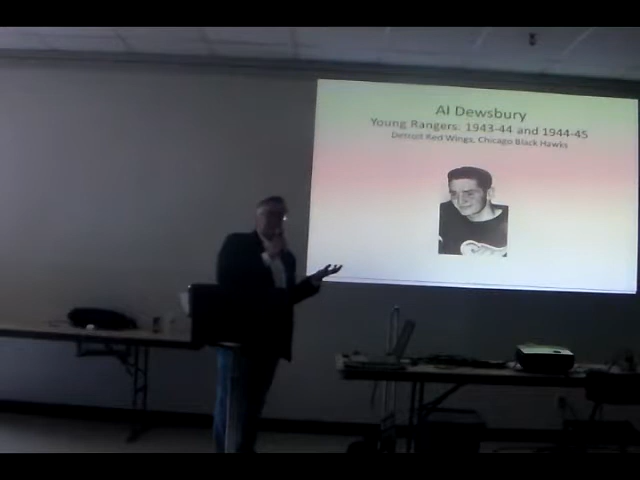 Al Dewsbury
Young Rangers: 1943-44 and 1944-45
Detroit Red Wings, Chicago Black Hawks